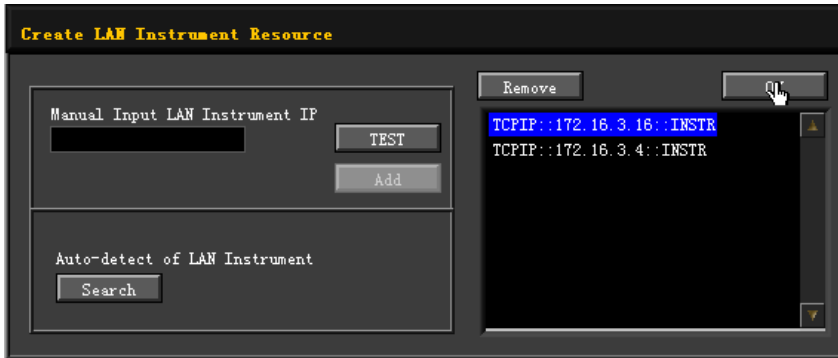 Create LAN Instrument Resource
Manual Input LAN Instrument IP
TEST
Add
Auto-detect of LAN Instrument
Search
Remove
TCPIP::172.16.3.16::INSTR
TCPIP::172.16.3.4::INSTR